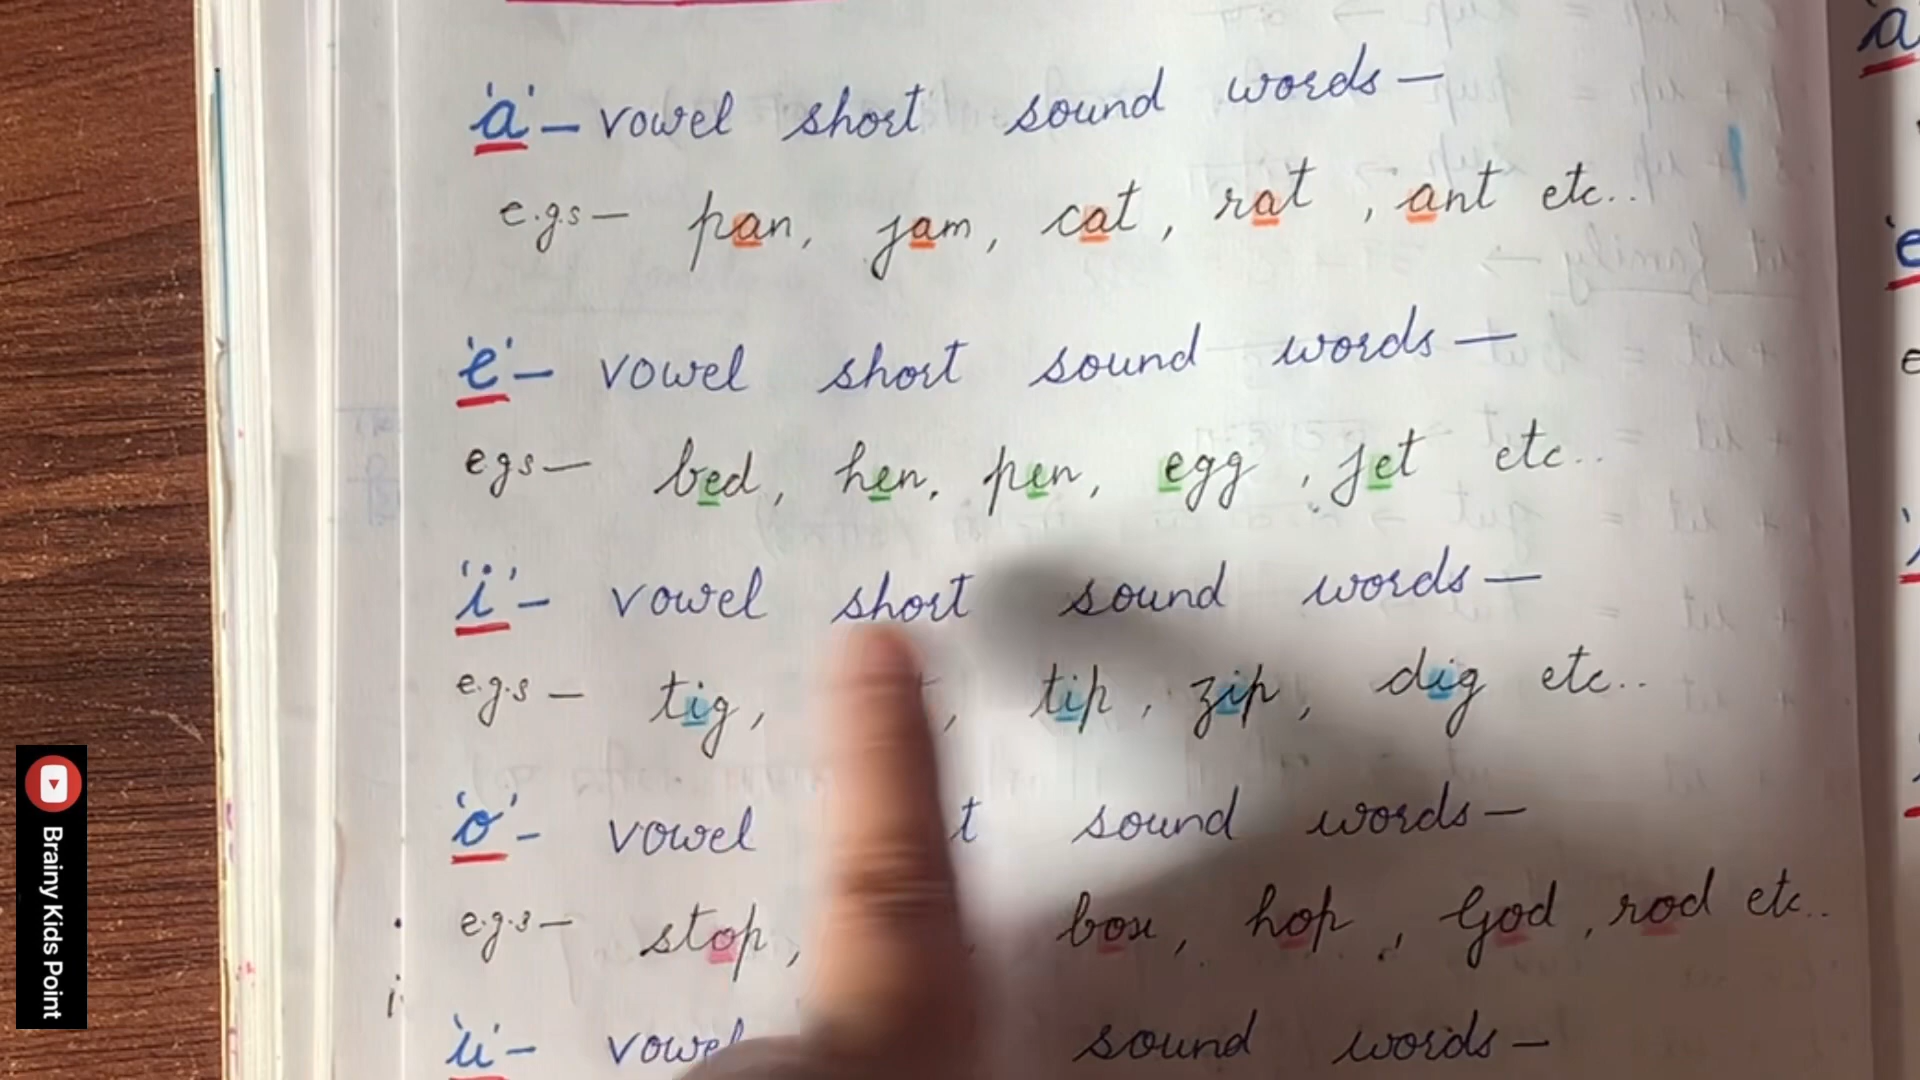 'a' - vowel short sound words -
e.g.s - pan, jam, cat, rat, ant etc..
'e' - vowel short sound words -
egs - bed, hen, pen, egg, jet etc..
'i' - vowel short sound words -
e.g.s - tig, tip, zip, dig etc..
'o' - vowel sound words -
e.g.s - stop, box, hop, God, rod etc..
'u' - vowel sound words -
Brainy Kids Point